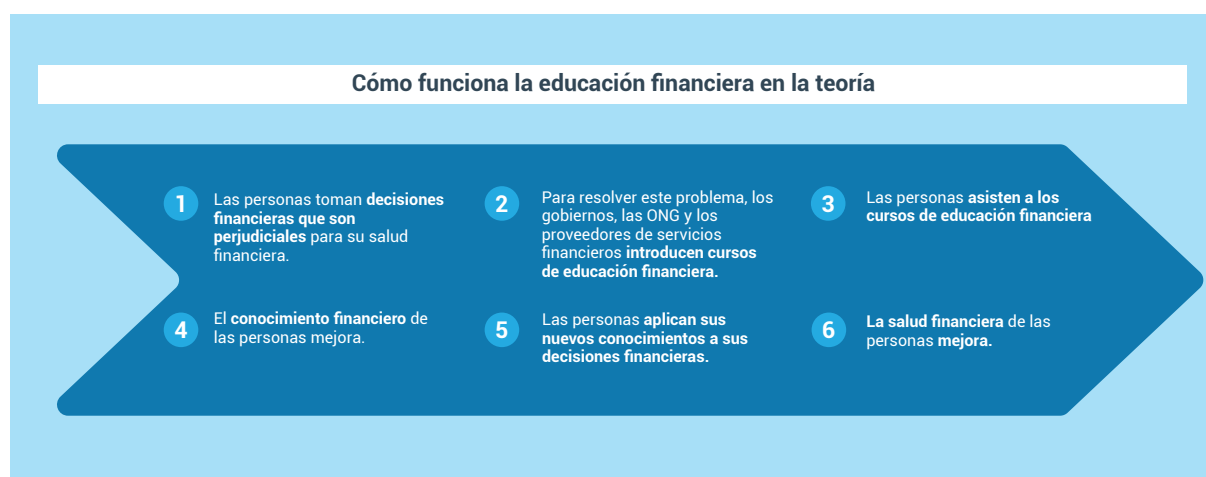 Cómo funciona la educación financiera en la teoría
1
Las personas toman decisiones
financieras que son
perjudiciales para su salud
financiera.
2
Para resolver este problema, los
gobiernos, las ONG y los
proveedores de servicios
financieros introducen cursos
de educación financiera.
3
Las personas asisten a los
cursos de educación financiera
4
El conocimiento financiero de
las personas mejora.
5
Las personas aplican sus
nuevos conocimientos a sus
decisiones financieras.
6
La salud financiera de las
personas mejora.